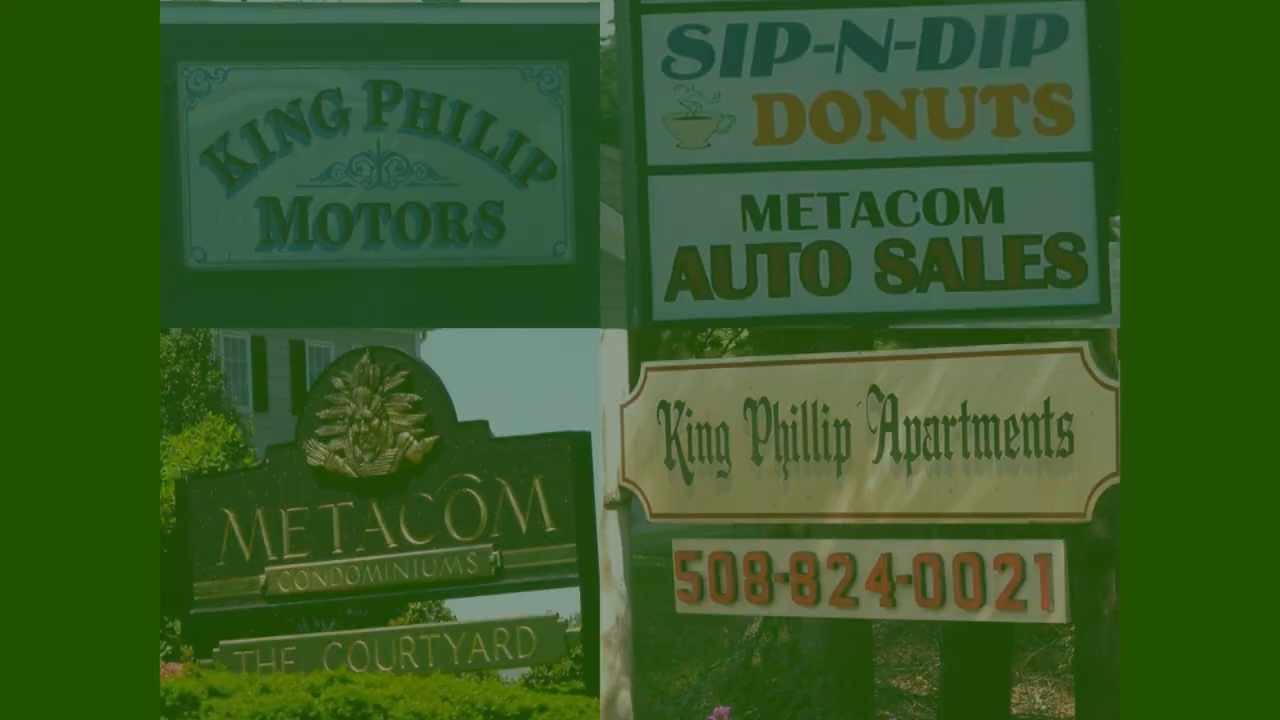 KING PHILIP
MOTORS
SIP-N-DIP
DONUTS
METACOM
AUTO SALES
METACOM
CONDOMINIUMS
THE COURTYARD
King Phillip Apartments
508-824-0021